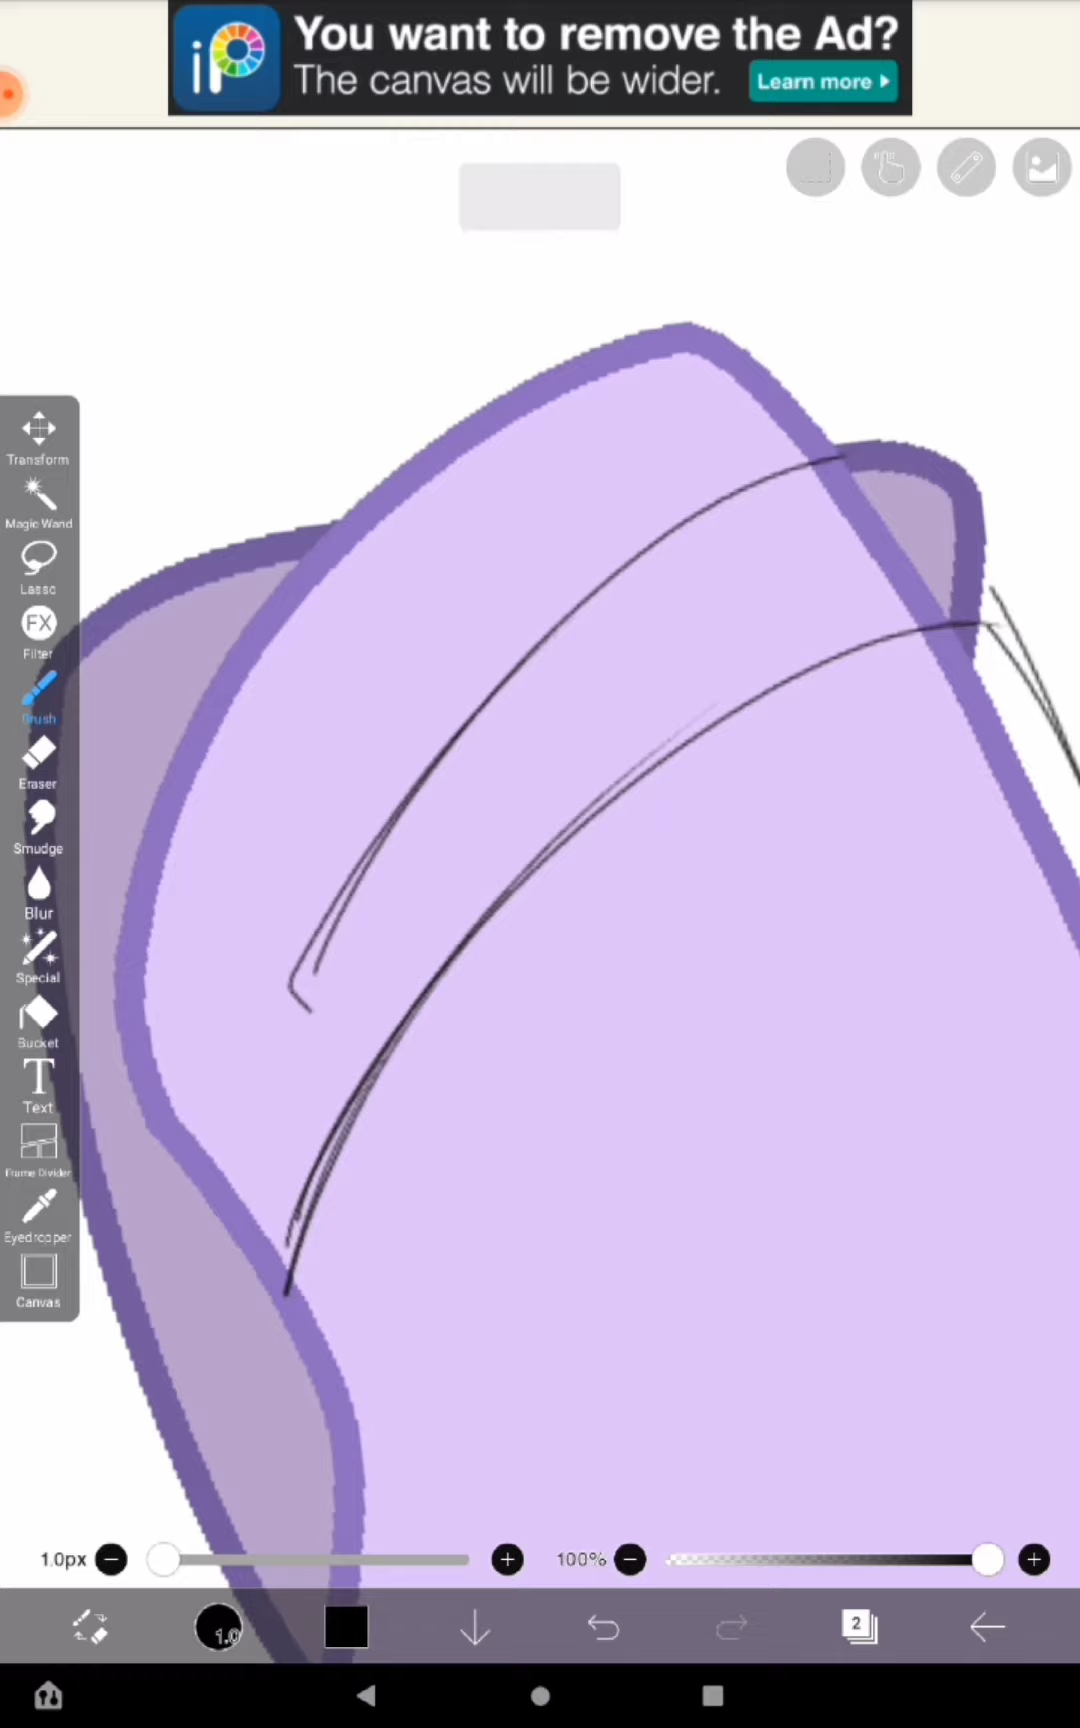 iP
You want to remove the Ad?
The canvas will be wider.
Learn more
Transform
Magic Wand
Lasso
FX
Filter
Brush
Eraser
Smudge
Blur
Special
Bucket
T
Text
Frame Divider
Eyedropper
Canvas
1.0px
100%
1.0
2